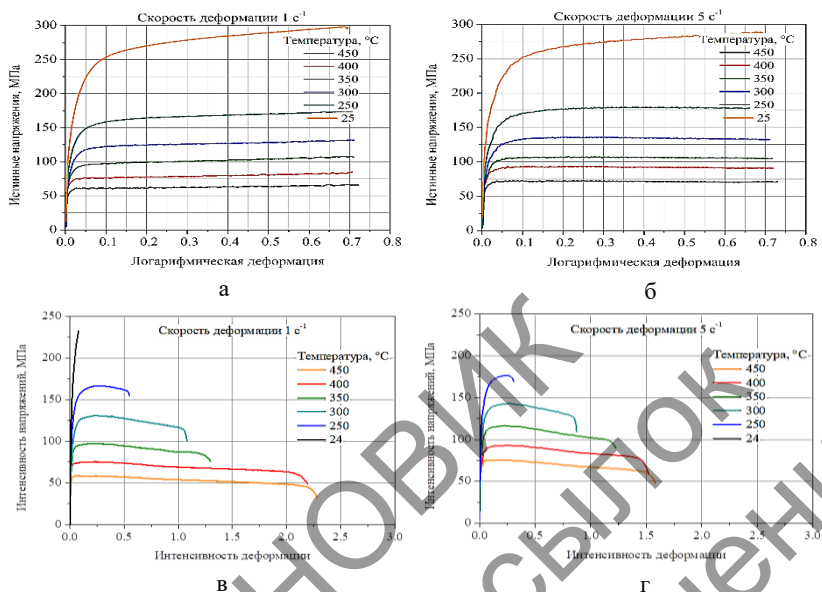 Скорость деформации 1 с-1
Температура, °С
450
400
350
300
250
25
Истинные напряжения, МПа
300
250
200
150
100
50
0
0.0 0.1 0.2 0.3 0.4 0.5 0.6 0.7 0.8
Логарифмическая деформация
а
Скорость деформации 5 с-1
Температура, °С
450
400
350
300
250
25
Истинные напряжения, МПа
300
250
200
150
100
50
0
0.0 0.1 0.2 0.3 0.4 0.5 0.6 0.7 0.8
Логарифмическая деформация
б
Скорость деформации 1 с-1
Температура, °С
450
400
350
300
250
24
Интенсивность напряжений, МПа
250
200
150
100
50
0
0.0 0.5 1.0 1.5 2.0 2.5 3.0
Интенсивность деформации
в
Скорость деформации 5 с-1
Температура, °С
450
400
350
300
250
24
Интенсивность напряжений, МПа
250
200
150
100
50
0
0.0 0.5 1.0 1.5 2.0 2.5 3.0
Интенсивность деформации
г
НОВИК
СЫЛОК